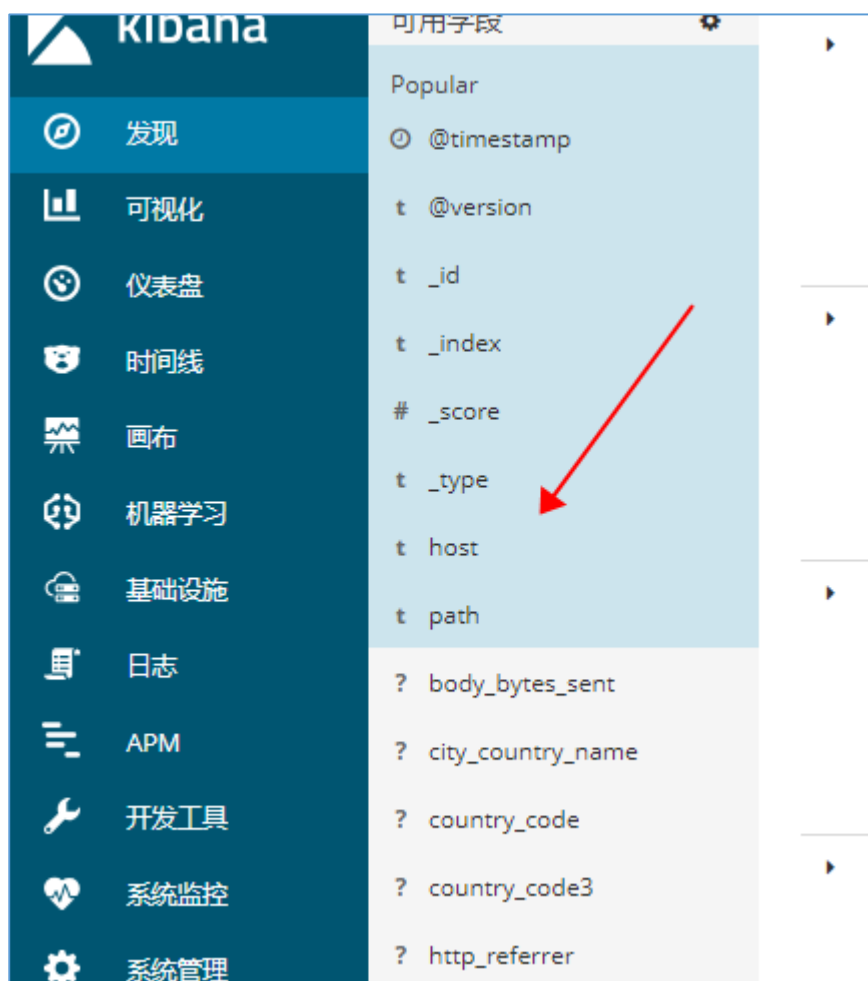 kibana
发现
可视化
仪表盘
时间线
画布
机器学习
基础设施
日志
APM
开发工具
系统监控
系统管理
可用字段
Popular
@timestamp
t @version
t _id
t _index
# _score
t _type
t host
t path
? body_bytes_sent
? city_country_name
? country_code
? country_code3
? http_referrer